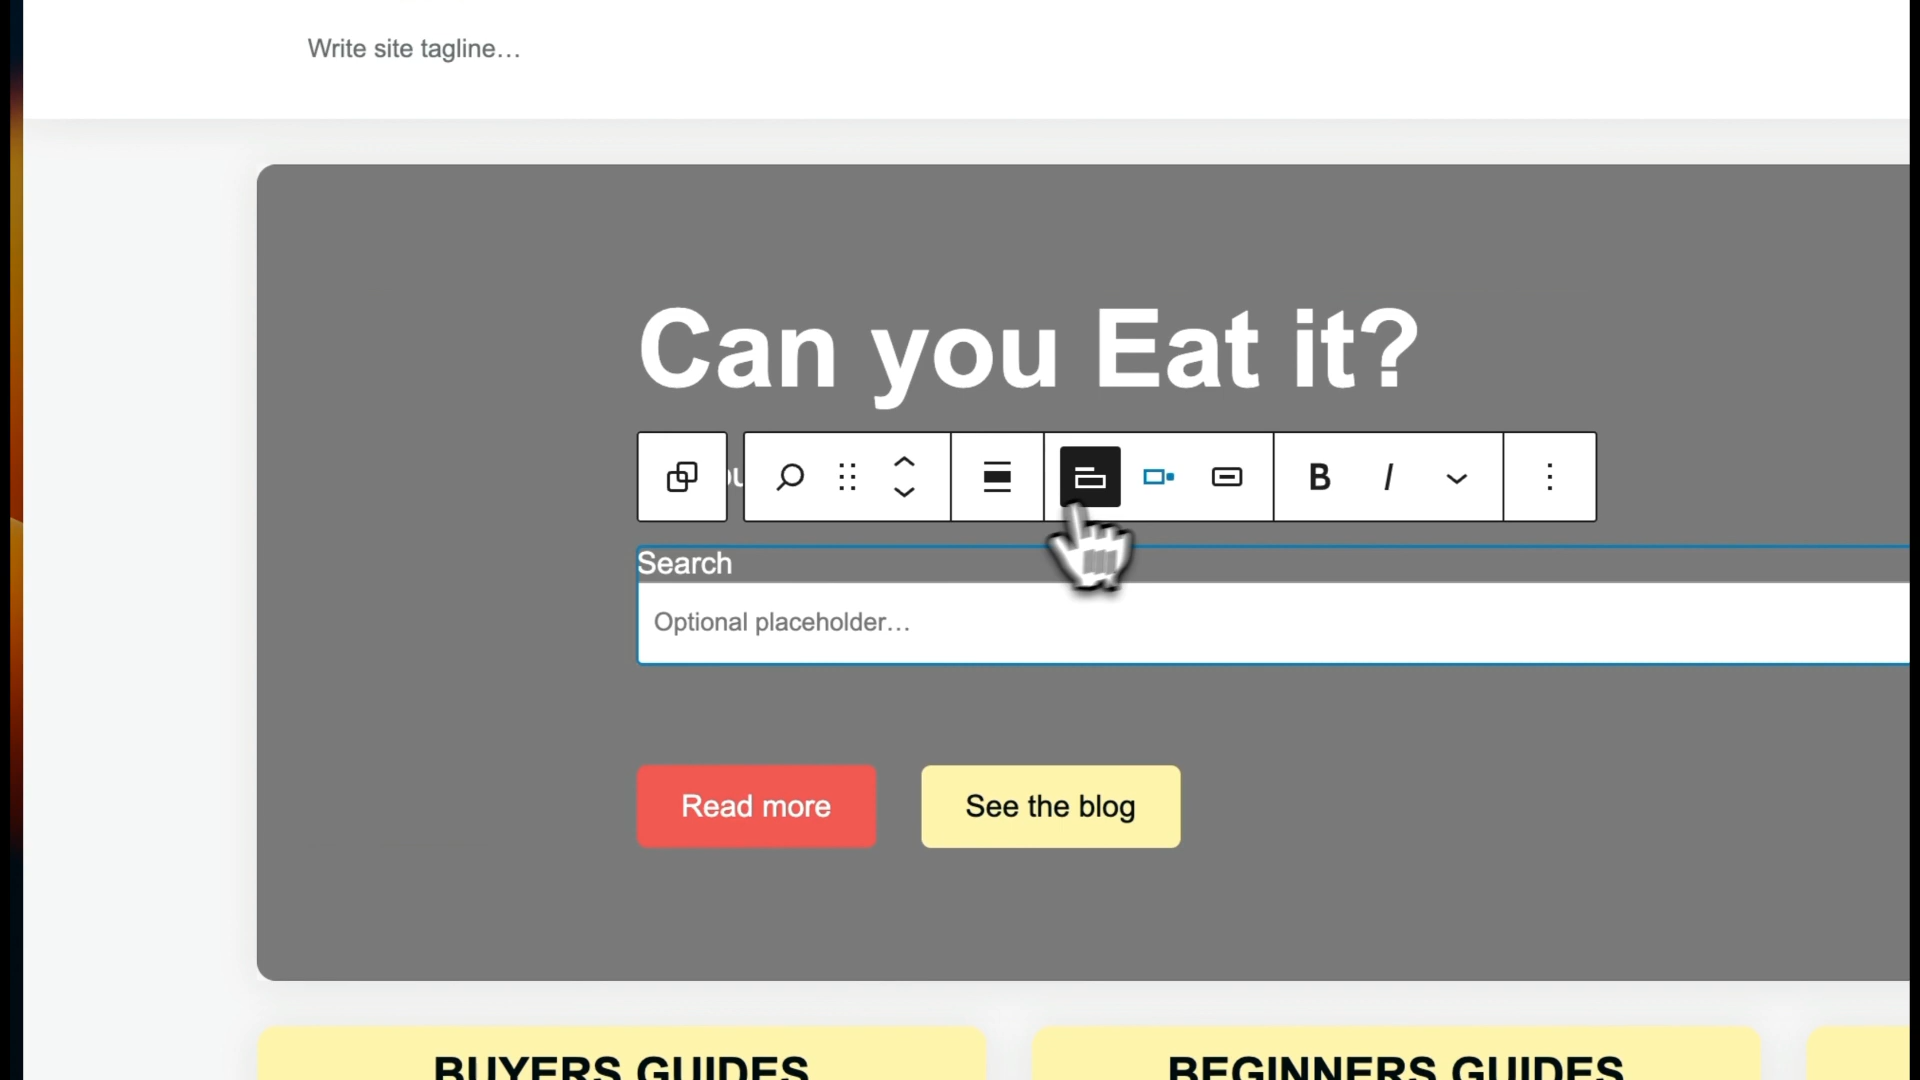 Write site tagline…
Can you Eat it?
B I
Search
Optional placeholder…
Read more
See the blog
BUYERS GUIDES
BEGINNERS GUIDES